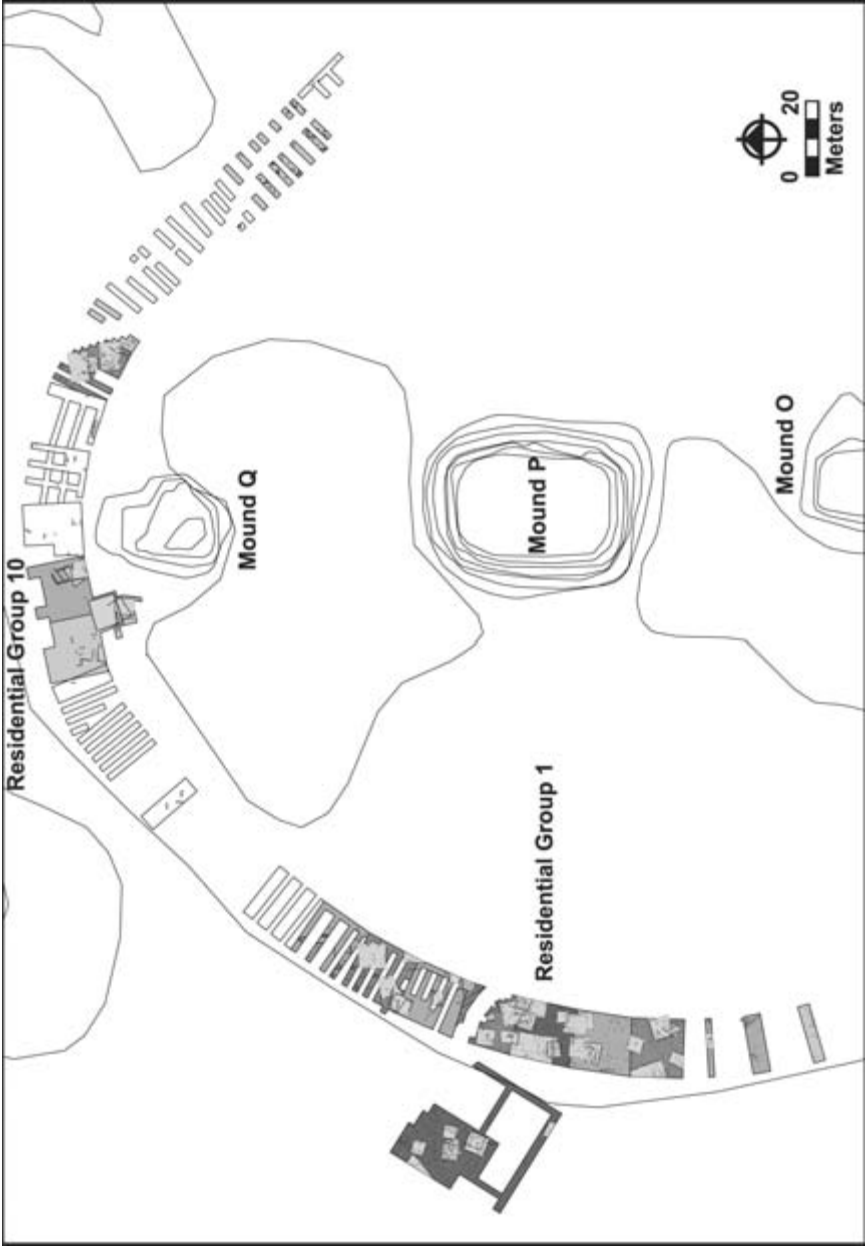 Residential Group 10
Mound Q
Mound P
Mound O
Residential Group 1
0 20
Meters